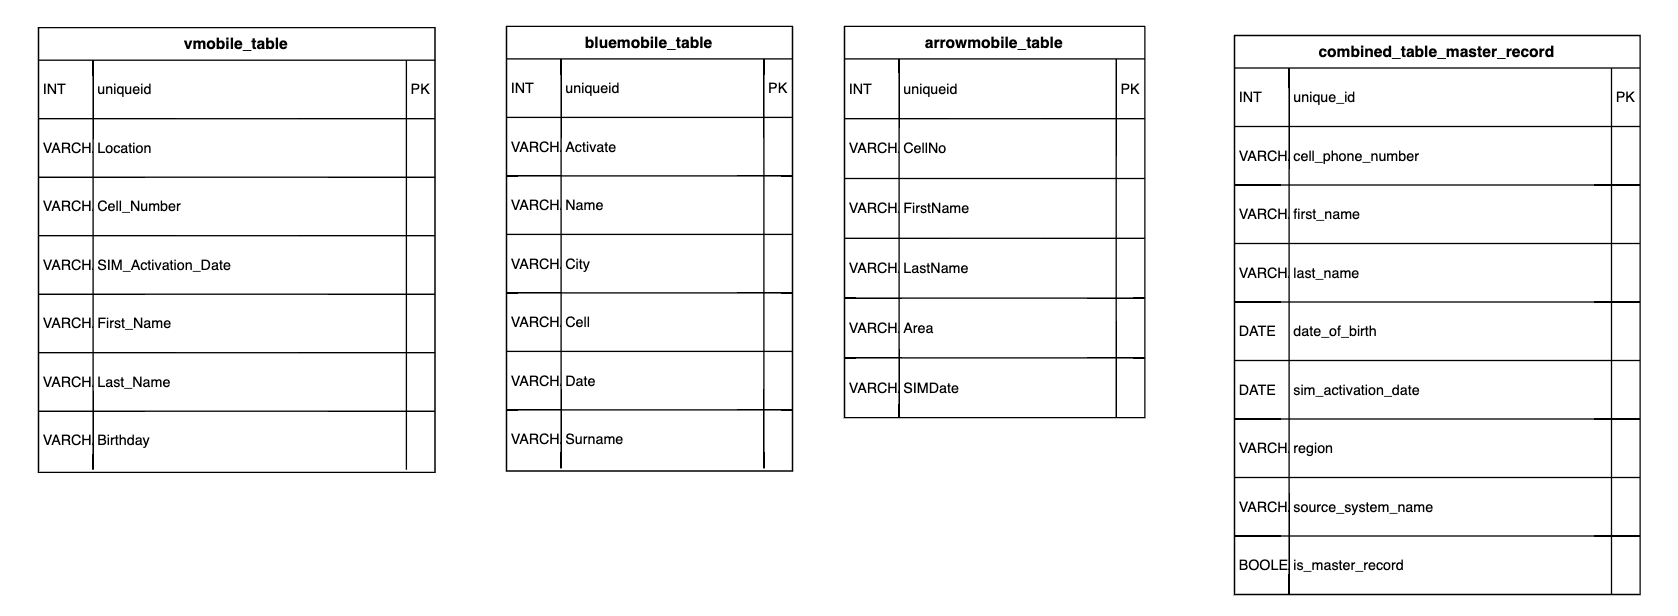 vmobile_table
INT uniqueid PK
VARCH Location
VARCH Cell_Number
VARCH SIM_Activation_Date
VARCH First_Name
VARCH Last_Name
VARCH Birthday
bluemobile_table
INT uniqueid PK
VARCH Activate
VARCH Name
VARCH City
VARCH Cell
VARCH Date
VARCH Surname
arrowmobile_table
INT uniqueid PK
VARCH CellNo
VARCH FirstName
VARCH LastName
VARCH Area
VARCH SIMDate
combined_table_master_record
INT unique_id PK
VARCH cell_phone_number
VARCH first_name
VARCH last_name
DATE date_of_birth
DATE sim_activation_date
VARCH region
VARCH source_system_name
BOOLE is_master_record